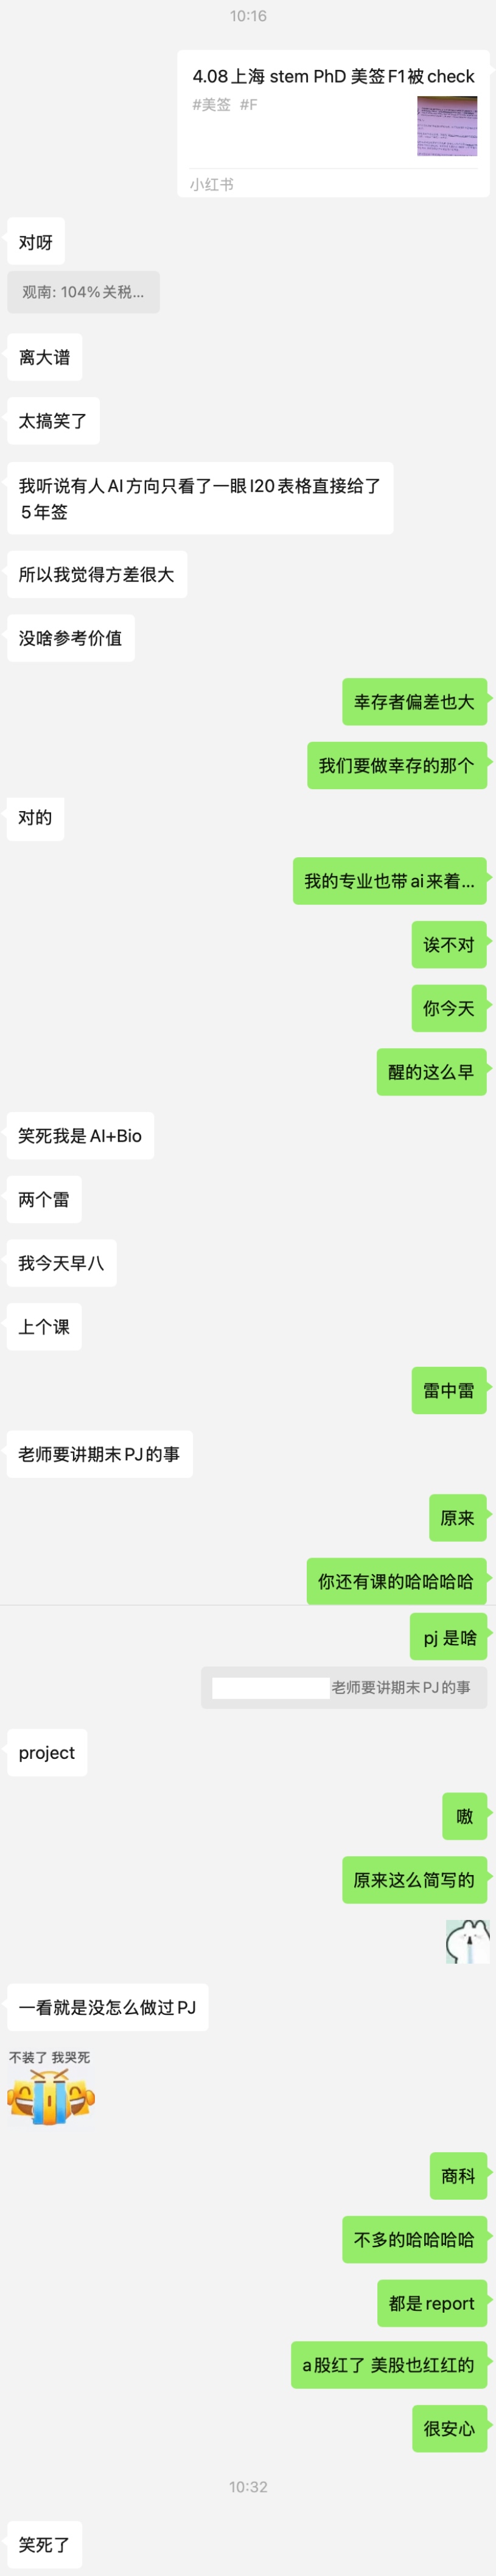 10:16
4.08上海 stem PhD 美签F1被check
#美签 #F
小红书
对呀
观南: 104%关税...
离大谱
太搞笑了
我听说有人AI方向只看了一眼I20表格直接给了
5年签
所以我觉得方差很大
没啥参考价值
幸存者偏差也大
我们要做幸存的那个
对的
我的专业也带ai来着...
诶不对
你今天
醒的这么早
笑死我是AI+Bio
两个雷
我今天早八
上个课
雷中雷
老师要讲期末PJ的事
原来
你还有课的哈哈哈哈
pj 是啥
老师要讲期末PJ的事
project
嗷
原来这么简写的
一看就是没怎么做过PJ
不装了 我哭死
商科
不多的哈哈哈哈
都是report
a股红了 美股也红红的
很安心
10:32
笑死了